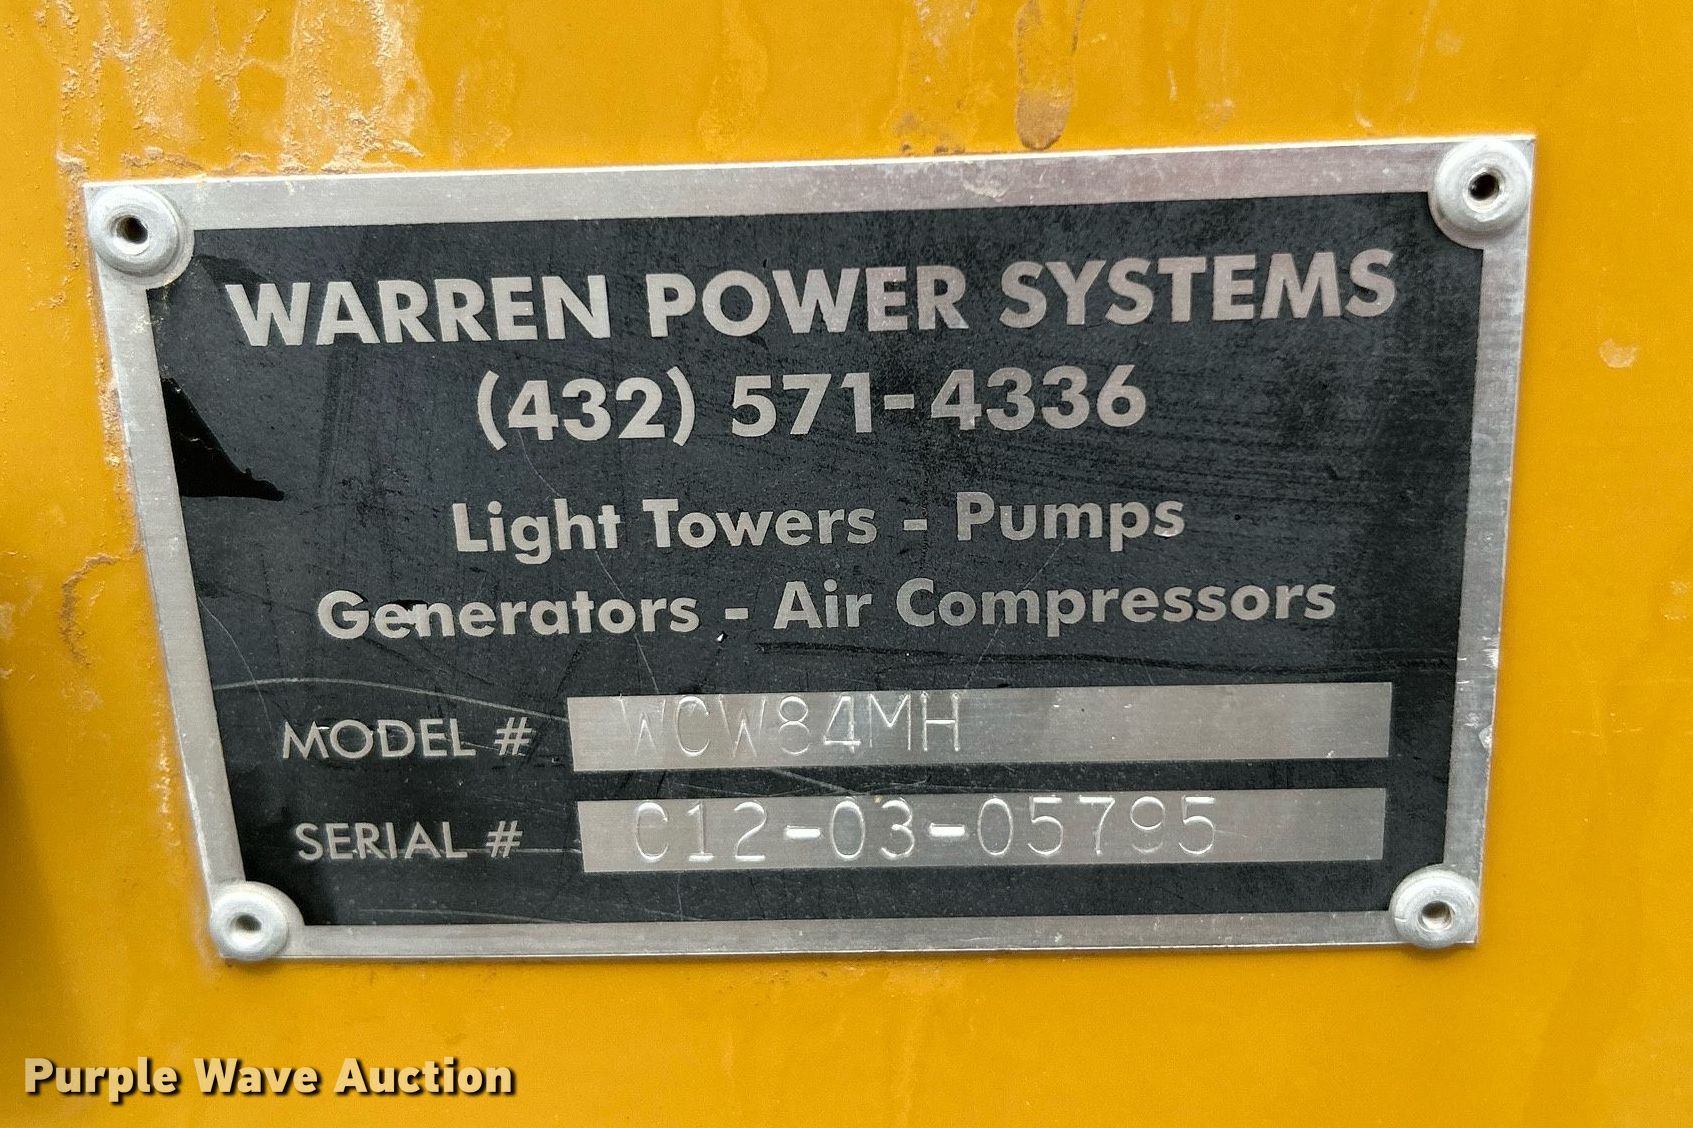 WARREN POWER SYSTEMS
(432) 571-4336
Light Towers - Pumps
Generators - Air Compressors
MODEL # WCW84MH
SERIAL # C12-03-05795
Purple Wave Auction